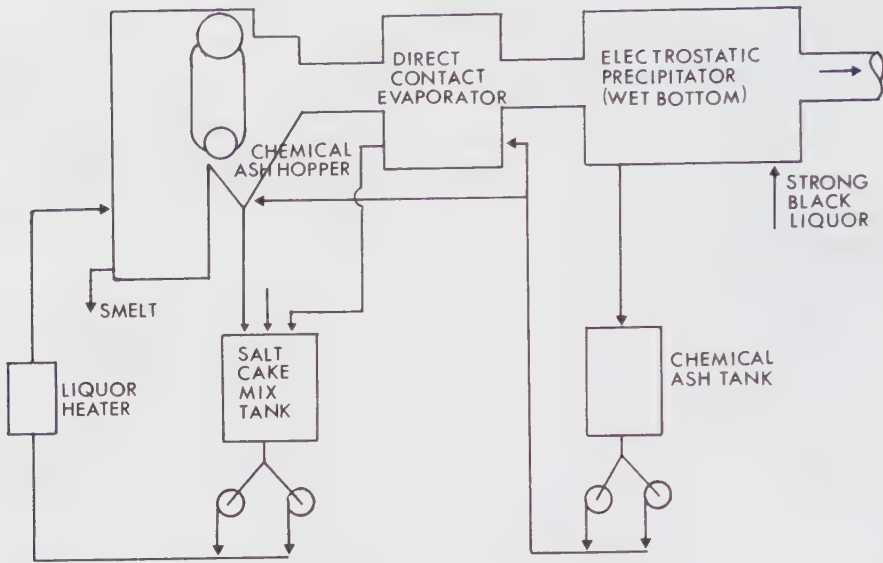 DIRECT
CONTACT
EVAPORATOR
ELECTROSTATIC
PRECIPITATOR
(WET BOTTOM)
CHEMICAL
ASH HOPPER
STRONG
BLACK
LIQUOR
SMELT
LIQUOR
HEATER
SALT
CAKE
MIX
TANK
CHEMICAL
ASH TANK